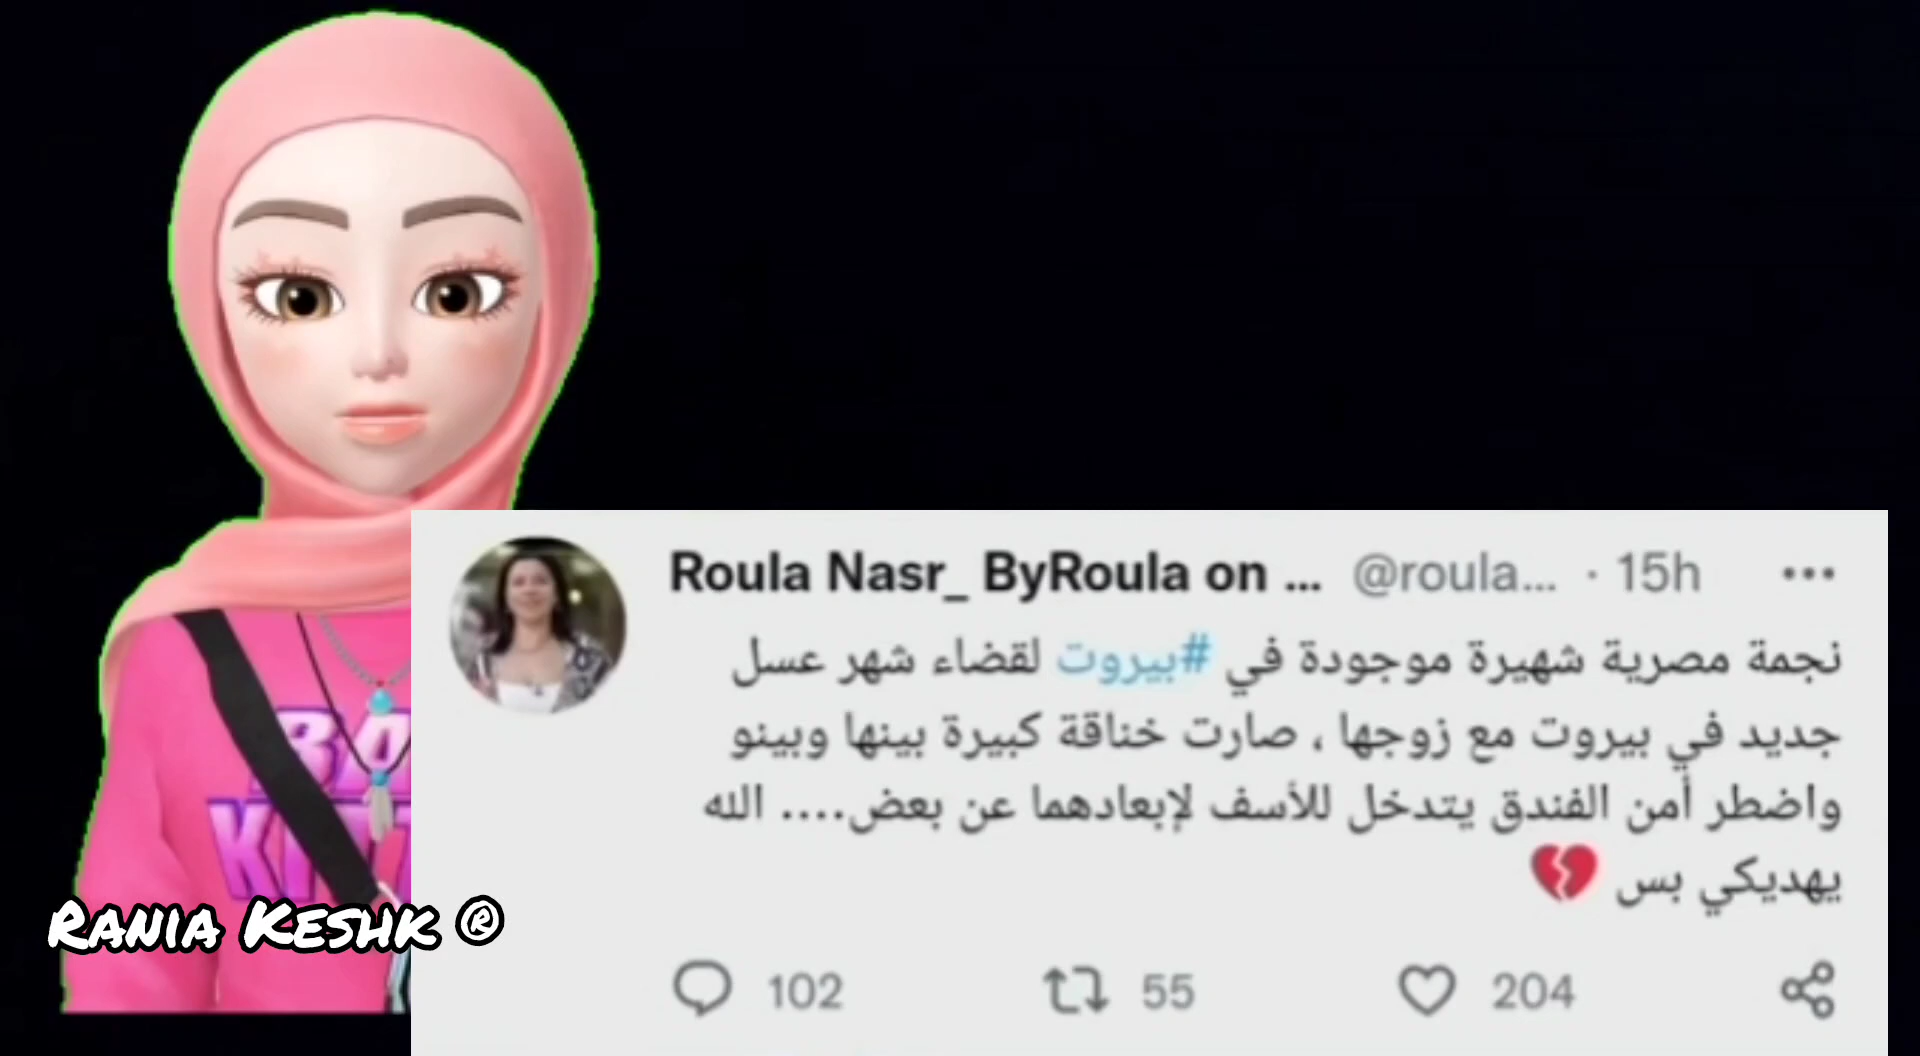 Roula Nasr_ ByRoula on ... @roula... · 15h
نجمة مصرية شهيرة موجودة في #بيروت لقضاء شهر عسل
جديد في بيروت مع زوجها ، صارت خناقة كبيرة بينها وبينو
واضطر أمن الفندق يتدخل للأسف لإبعادهما عن بعض.... الله
يهديكي بس 💔
102 55 204
RANIA KESHK ®